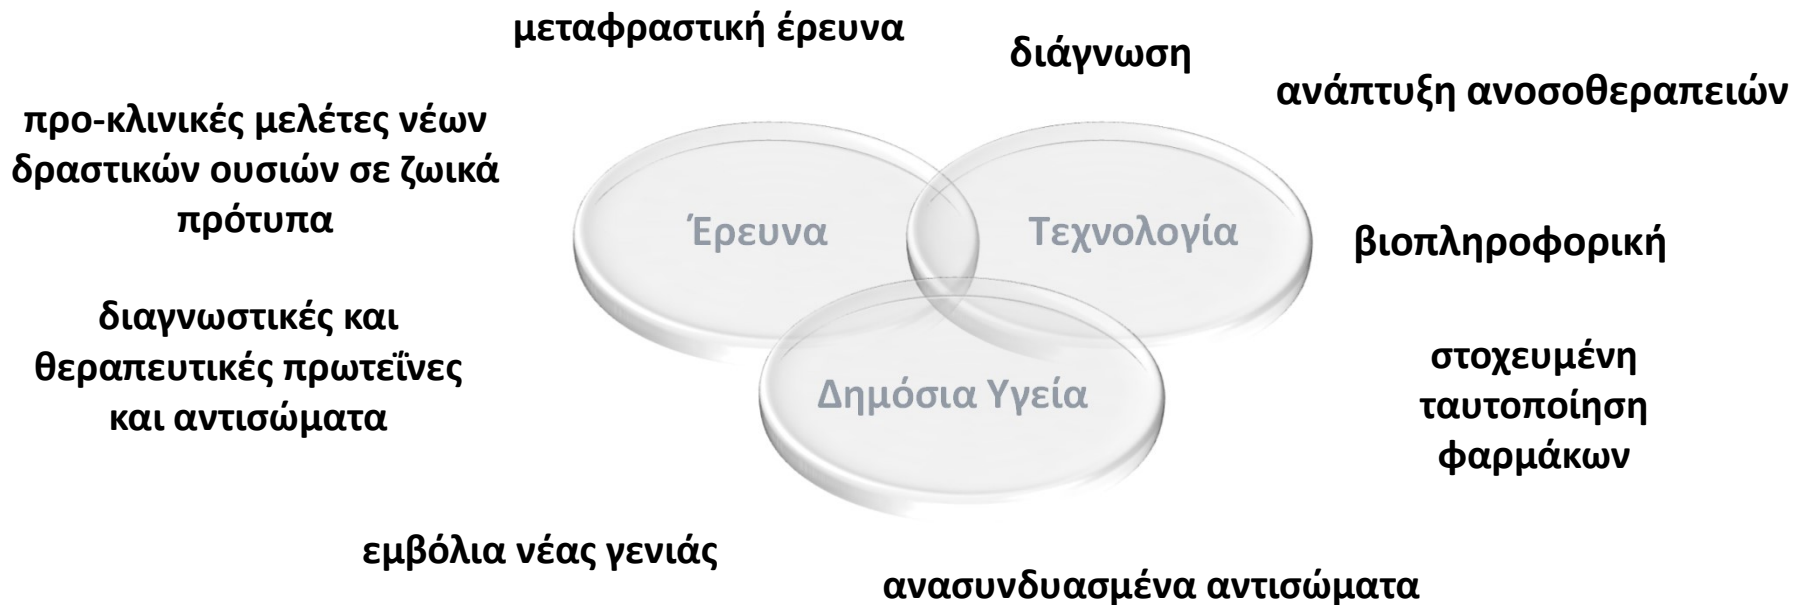 μεταφραστική έρευνα
διάγνωση
ανάπτυξη ανοσοθεραπειών
προ-κλινικές μελέτες νέων
δραστικών ουσιών σε ζωικά
πρότυπα
Έρευνα
Τεχνολογία
βιοπληροφορική
διαγνωστικές και
θεραπευτικές πρωτεΐνες
και αντισώματα
Δημόσια Υγεία
στοχευμένη
ταυτοποίηση
φαρμάκων
εμβόλια νέας γενιάς
ανασυνδυασμένα αντισώματα